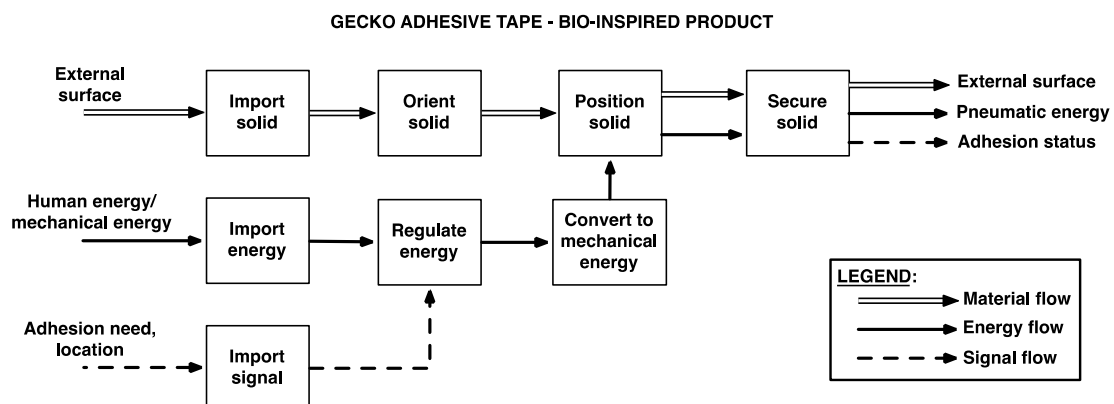 GECKO ADHESIVE TAPE - BIO-INSPIRED PRODUCT
External
surface
Import
solid
Orient
solid
Position
solid
Secure
solid
External surface
Pneumatic energy
Adhesion status
Human energy/
mechanical energy
Import
energy
Regulate
energy
Convert to
mechanical
energy
Adhesion need,
location
Import
signal
LEGEND:
Material flow
Energy flow
Signal flow